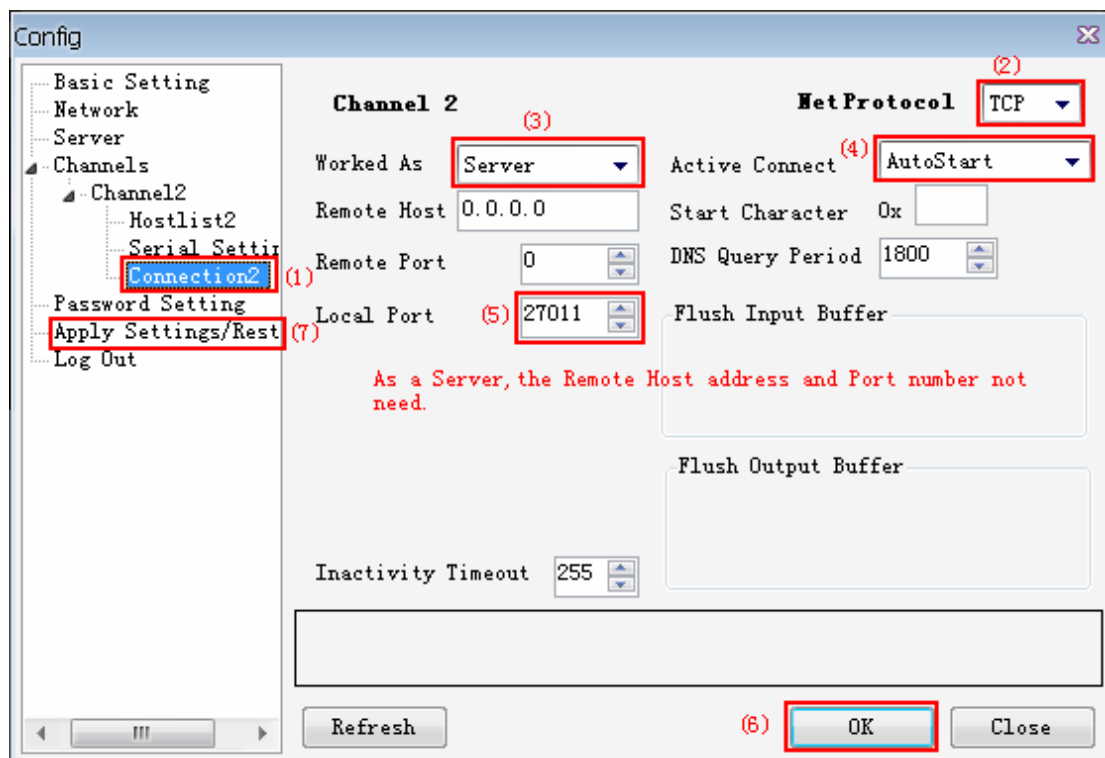 Config
Basic Setting
Network
Server
Channels
Channel2
Hostlist2
Serial Settin
Connection2 (1)
Password Setting
Apply Settings/Rest (7)
Log Out
Channel 2
NetProtocol (2) TCP
Worked As (3) Server
Active Connect (4) AutoStart
Remote Host 0.0.0.0
Start Character 0x
Remote Port 0
DNS Query Period 1800
Local Port (5) 27011
Flush Input Buffer
As a Server, the Remote Host address and Port number not
need.
Flush Output Buffer
Inactivity Timeout 255
Refresh
(6) OK
Close